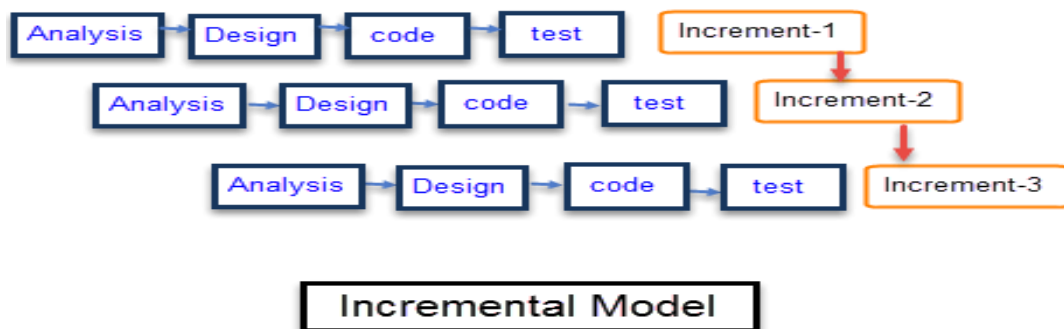 Analysis Design code test Increment-1
Analysis Design code test Increment-2
Analysis Design code test Increment-3
Incremental Model